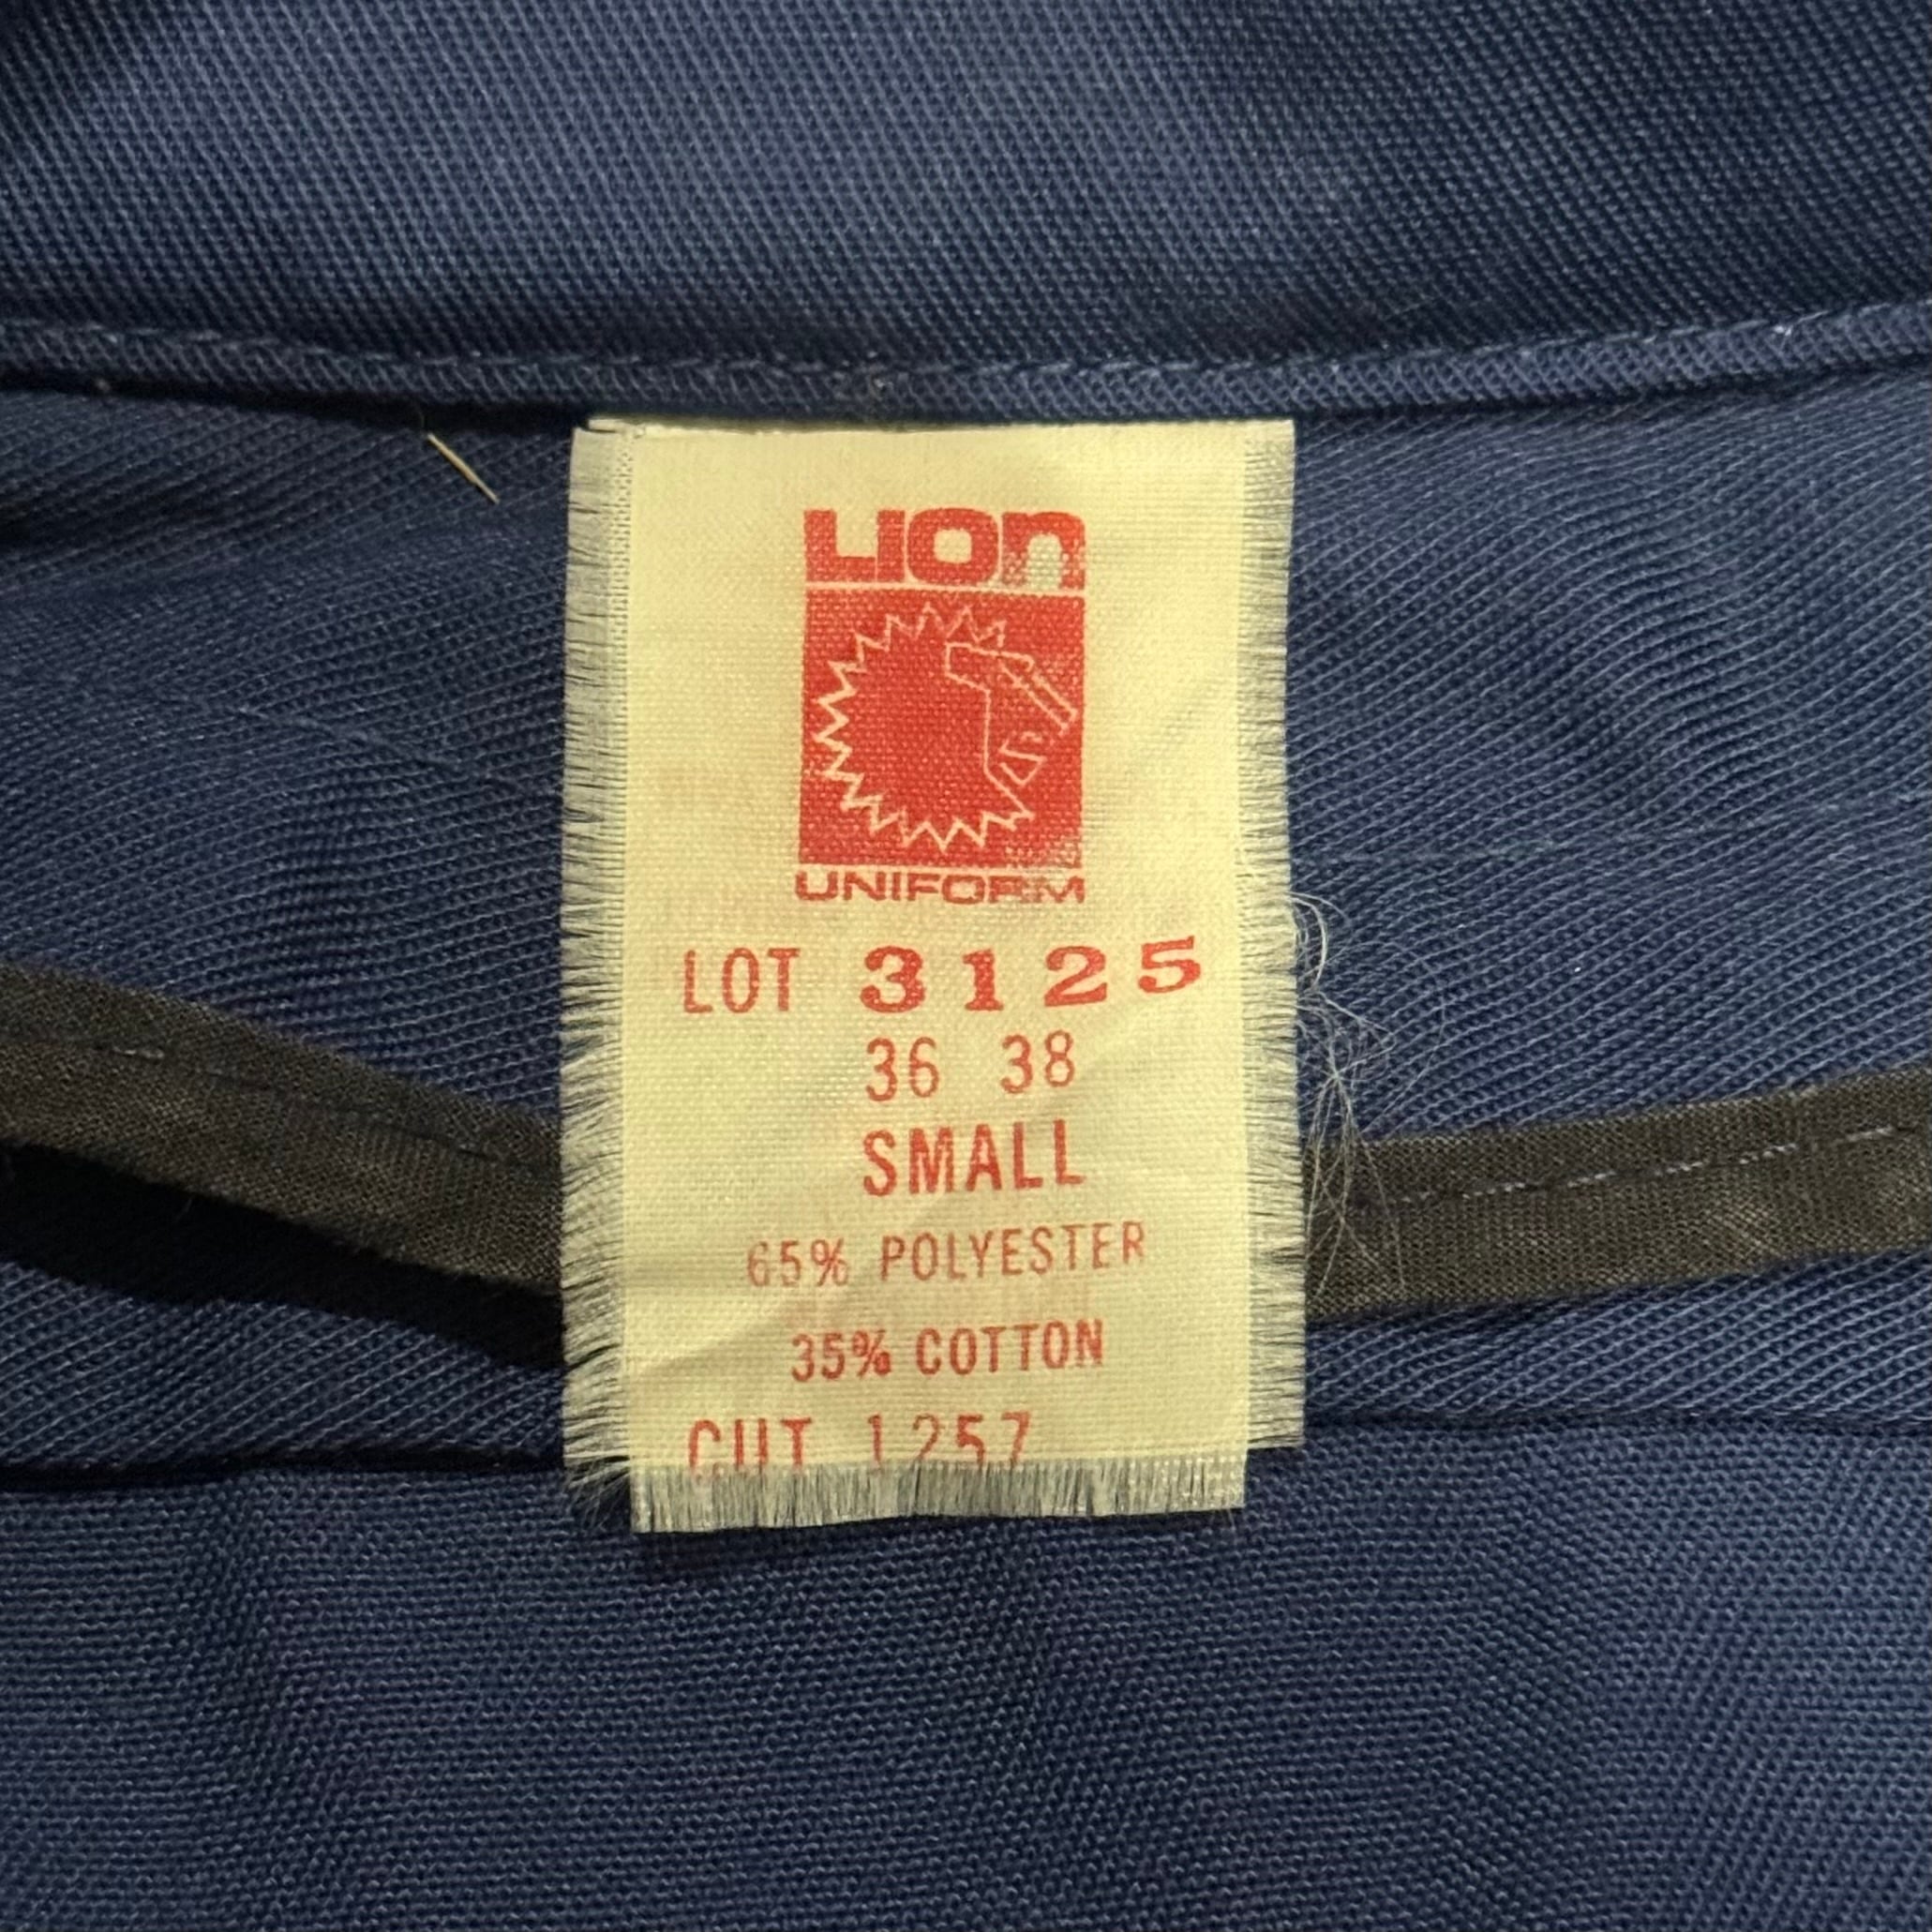 LION
UNIFORM
LOT 3125
36 38
SMALL
65% POLYESTER
35% COTTON
CUT 1257